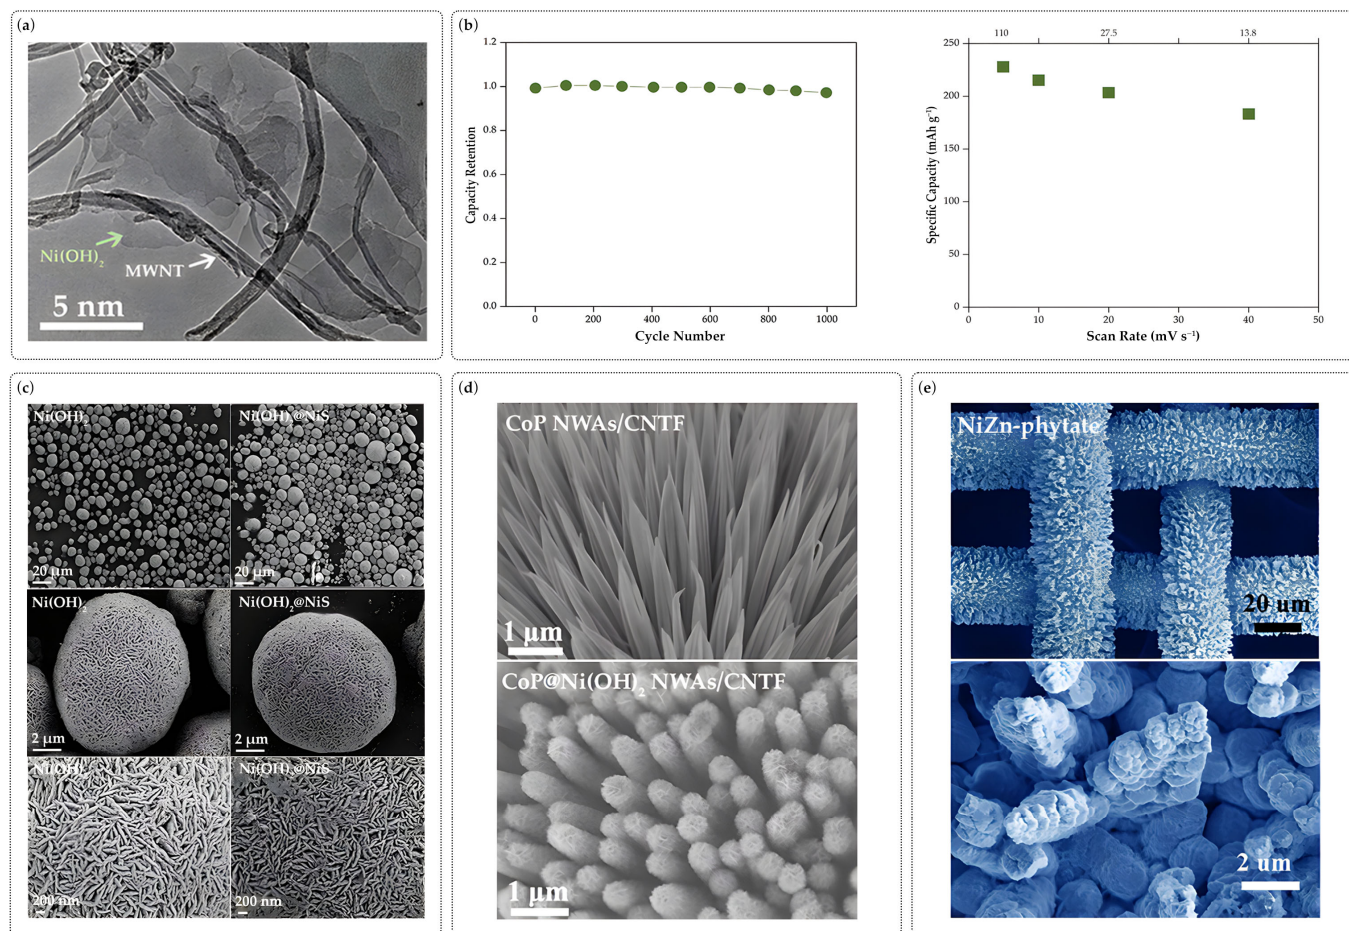 (a)
Ni(OH)₂
MWNT
5 nm
(b)
1.2
1.0
0.8
0.6
0.4
0.2
0.0
Capacity Retention
0
200
400
600
800
1000
Cycle Number
110
27.5
13.8
250
200
150
100
50
0
Specific Capacity (mAh g⁻¹)
0
10
20
30
40
50
Scan Rate (mV s⁻¹)
(c)
Ni(OH)₂
Ni(OH)₂@NiS
20 μm
20 μm
Ni(OH)₂
Ni(OH)₂@NiS
2 μm
2 μm
Ni(OH)₂
Ni(OH)₂@NiS
200 nm
200 nm
(d)
CoP NWAs/CNTF
1 μm
CoP@Ni(OH)₂ NWAs/CNTF
1 μm
(e)
NiZn-phytate
20 um
2 um